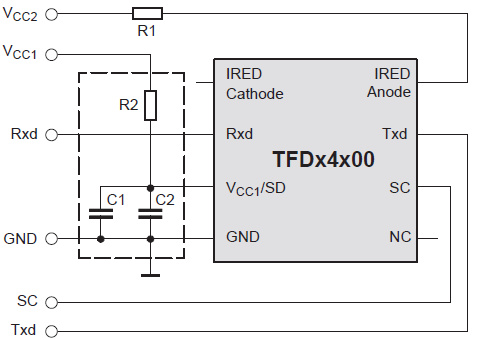 VCC2
R1
VCC1
IRED
Cathode
IRED
Anode
R2
Rxd
Rxd
Txd
TFDx4x00
C1
C2
VCC1/SD
SC
GND
GND
NC
SC
Txd